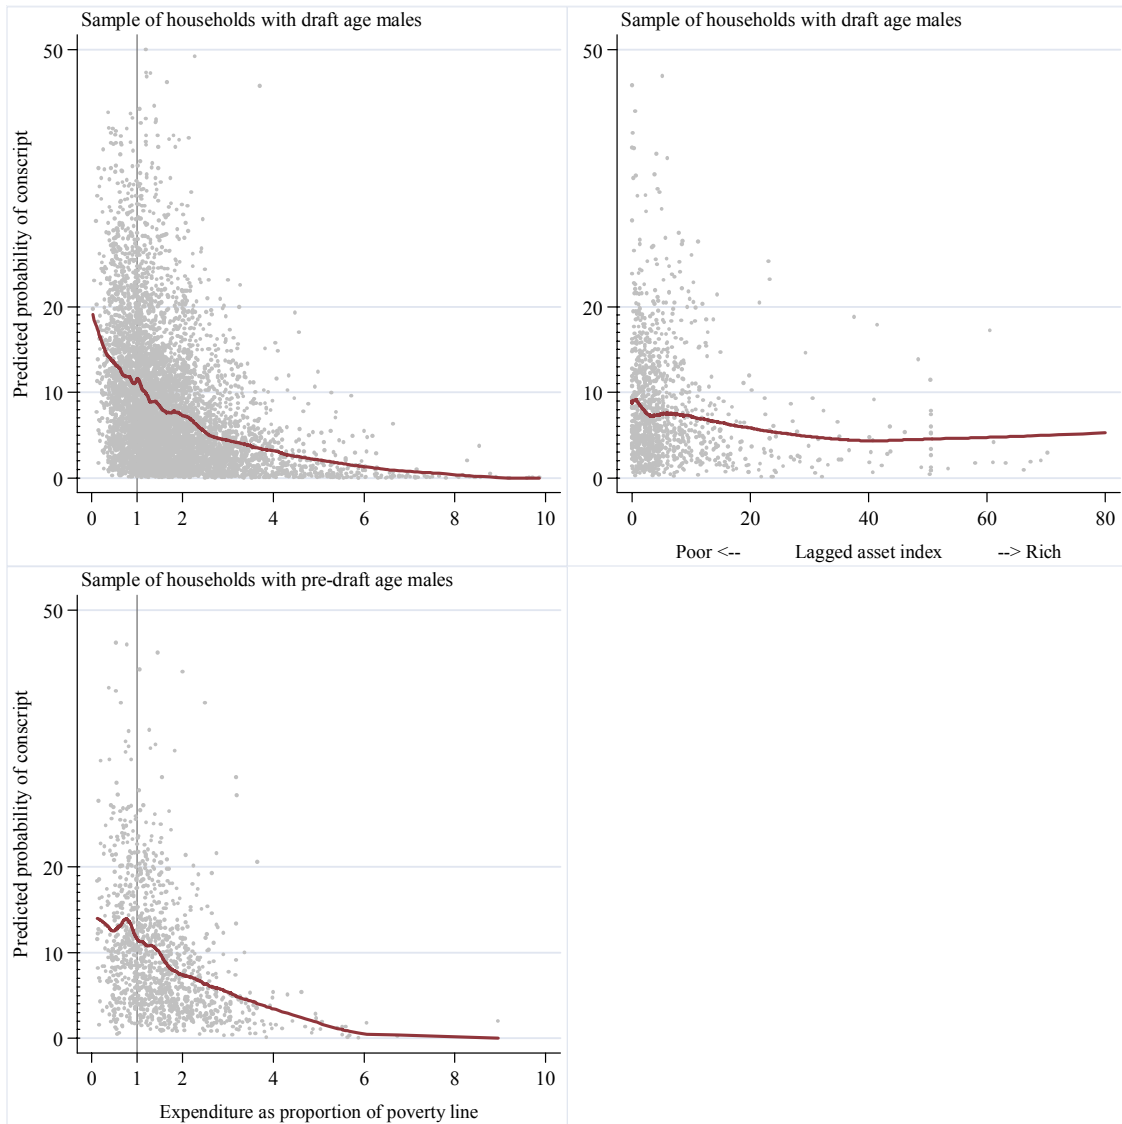 Sample of households with draft age males
Predicted probability of conscript
50
20
10
0
0 1 2 4 6 8 10
Sample of households with draft age males
50
20
10
0
0 20 40 60 80
Poor <-- Lagged asset index --> Rich
Sample of households with pre-draft age males
Predicted probability of conscript
50
20
10
0
0 1 2 4 6 8 10
Expenditure as proportion of poverty line